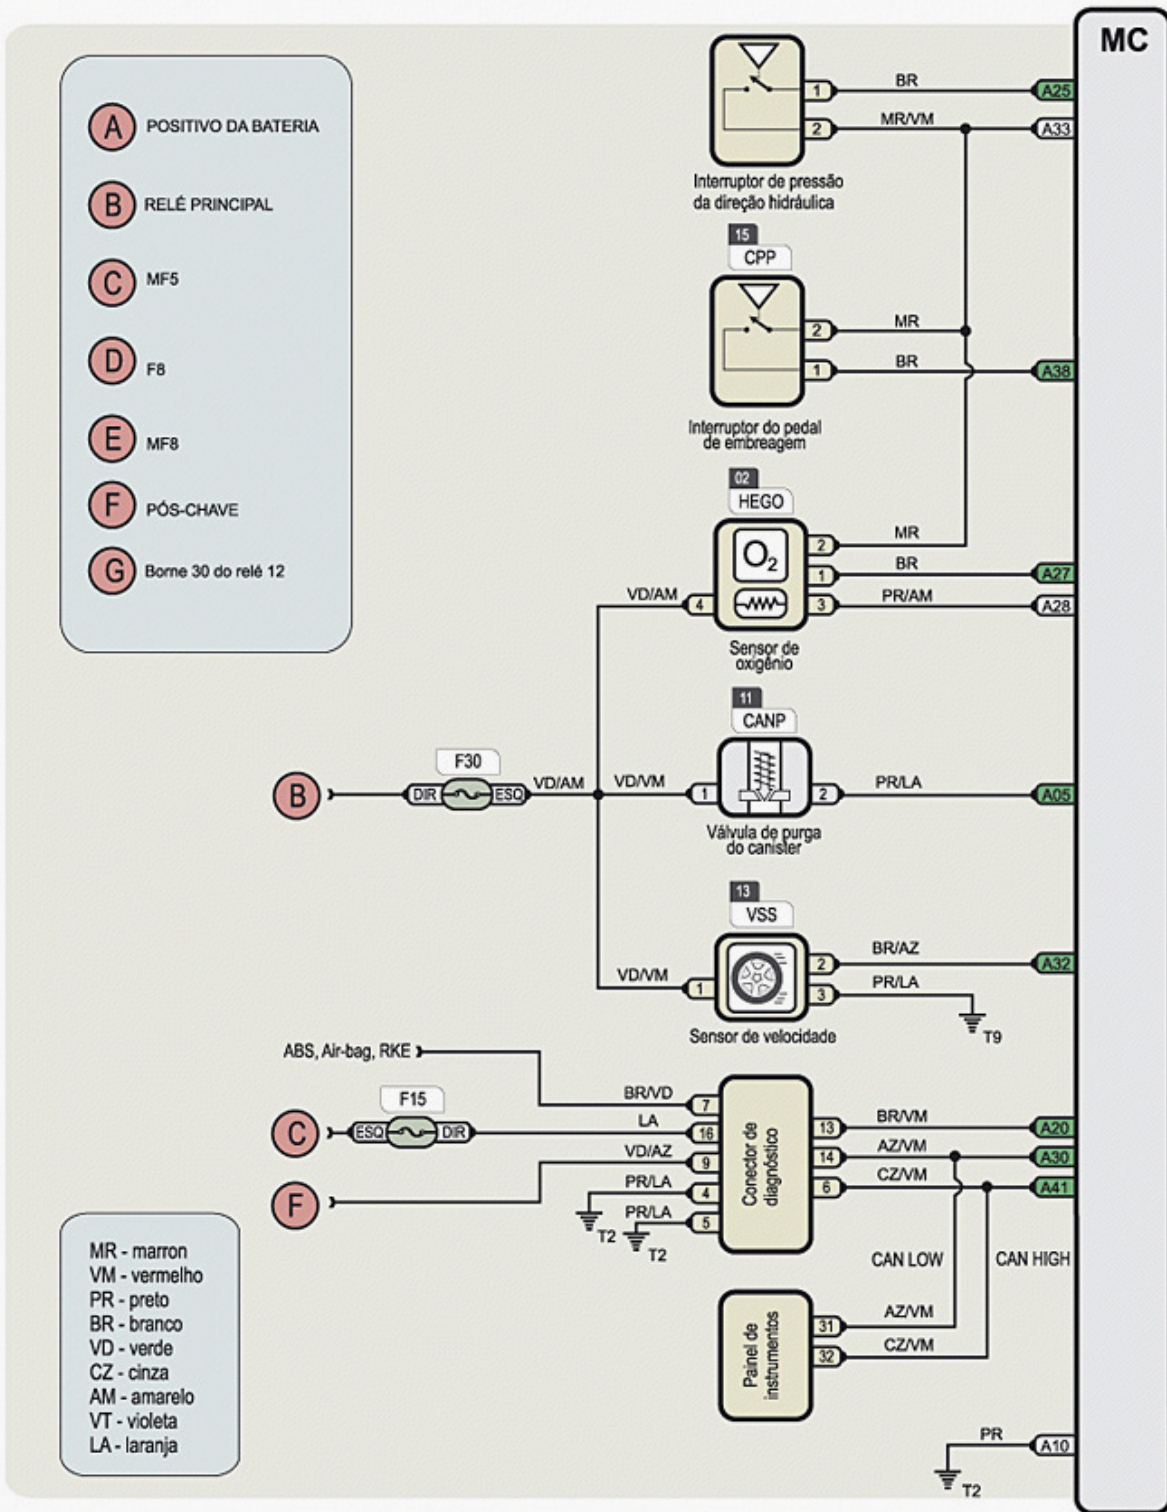 MC
A
POSITIVO DA BATERIA
B
RELÉ PRINCIPAL
C
MF5
D
F8
E
MF8
F
PÓS-CHAVE
G
Borne 30 do relé 12
1
BR
A25
2
MR/VM
A33
Interruptor de pressão
da direção hidráulica
15
CPP
2
MR
1
BR
A38
Interruptor do pedal
de embreagem
02
HEGO
O2
2
MR
1
BR
A27
VD/AM
4
3
PR/AM
A28
Sensor de
oxigênio
11
CANP
B
F30
DIR
ESQ
VD/AM
VD/VM
1
2
PR/LA
A05
Válvula de purga
do canister
13
VSS
2
BR/AZ
A32
VD/VM
1
3
PR/LA
T9
Sensor de velocidade
ABS, Air-bag, RKE
BR/VD
7
C
F15
ESQ
DIR
LA
16
VD/AZ
9
F
PR/LA
4
T2
PR/LA
5
T2
Conector de
diagnóstico
13
BR/VM
A20
14
AZ/VM
A30
6
CZ/VM
A41
CAN LOW
CAN HIGH
Painel de
instrumentos
31
AZ/VM
32
CZ/VM
MR - marron
VM - vermelho
PR - preto
BR - branco
VD - verde
CZ - cinza
AM - amarelo
VT - violeta
LA - laranja
PR
A10
T2